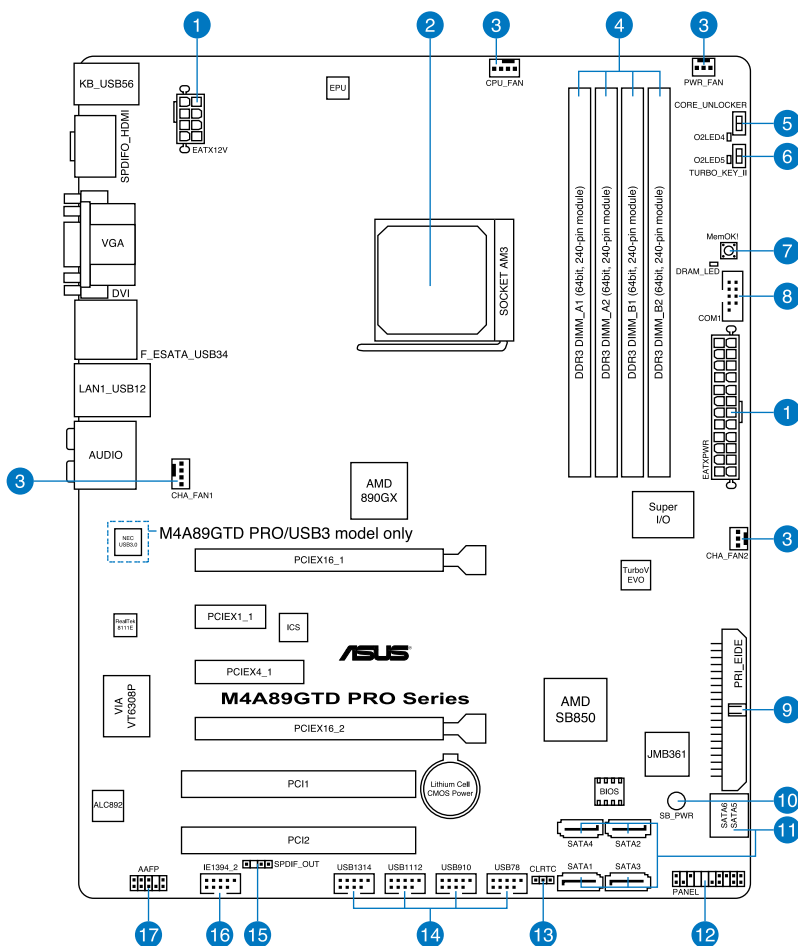 1
2
3
4
3
KB_USB56
EPU
CPU_FAN
PWR_FAN
CORE_UNLOCKER
5
SPDIFO_HDMI
EATX12V
O2LED4
O2LED5
6
TURBO_KEY_II
DDR3 DIMM_A1 (64bit, 240-pin module)
DDR3 DIMM_A2 (64bit, 240-pin module)
DDR3 DIMM_B1 (64bit, 240-pin module)
DDR3 DIMM_B2 (64bit, 240-pin module)
VGA
SOCKET AM3
MemOK!
7
DRAM_LED
DVI
8
COM1
F_ESATA_USB34
LAN1_USB12
1
AUDIO
EATXPWR
3
CHA_FAN1
AMD
890GX
Super
I/O
NEC
USB3.0
M4A89GTD PRO/USB3 model only
3
CHA_FAN2
PCIEX16_1
TurboV
EVO
RealTek
8111E
PCIEX1_1
ICS
ASUS
PRI_EIDE
PCIEX4_1
M4A89GTD PRO Series
VIA
VT6308P
AMD
SB850
9
PCIEX16_2
JMB361
PCI1
Lithium Cell
CMOS Power
BIOS
ALC892
SB_PWR
10
SATA6
SATA5
11
PCI2
SATA4
SATA2
AAFP
IE1394_2
SPDIF_OUT
USB1314
USB1112
USB910
USB78
CLRTC
SATA1
SATA3
PANEL
17
16
15
14
13
12